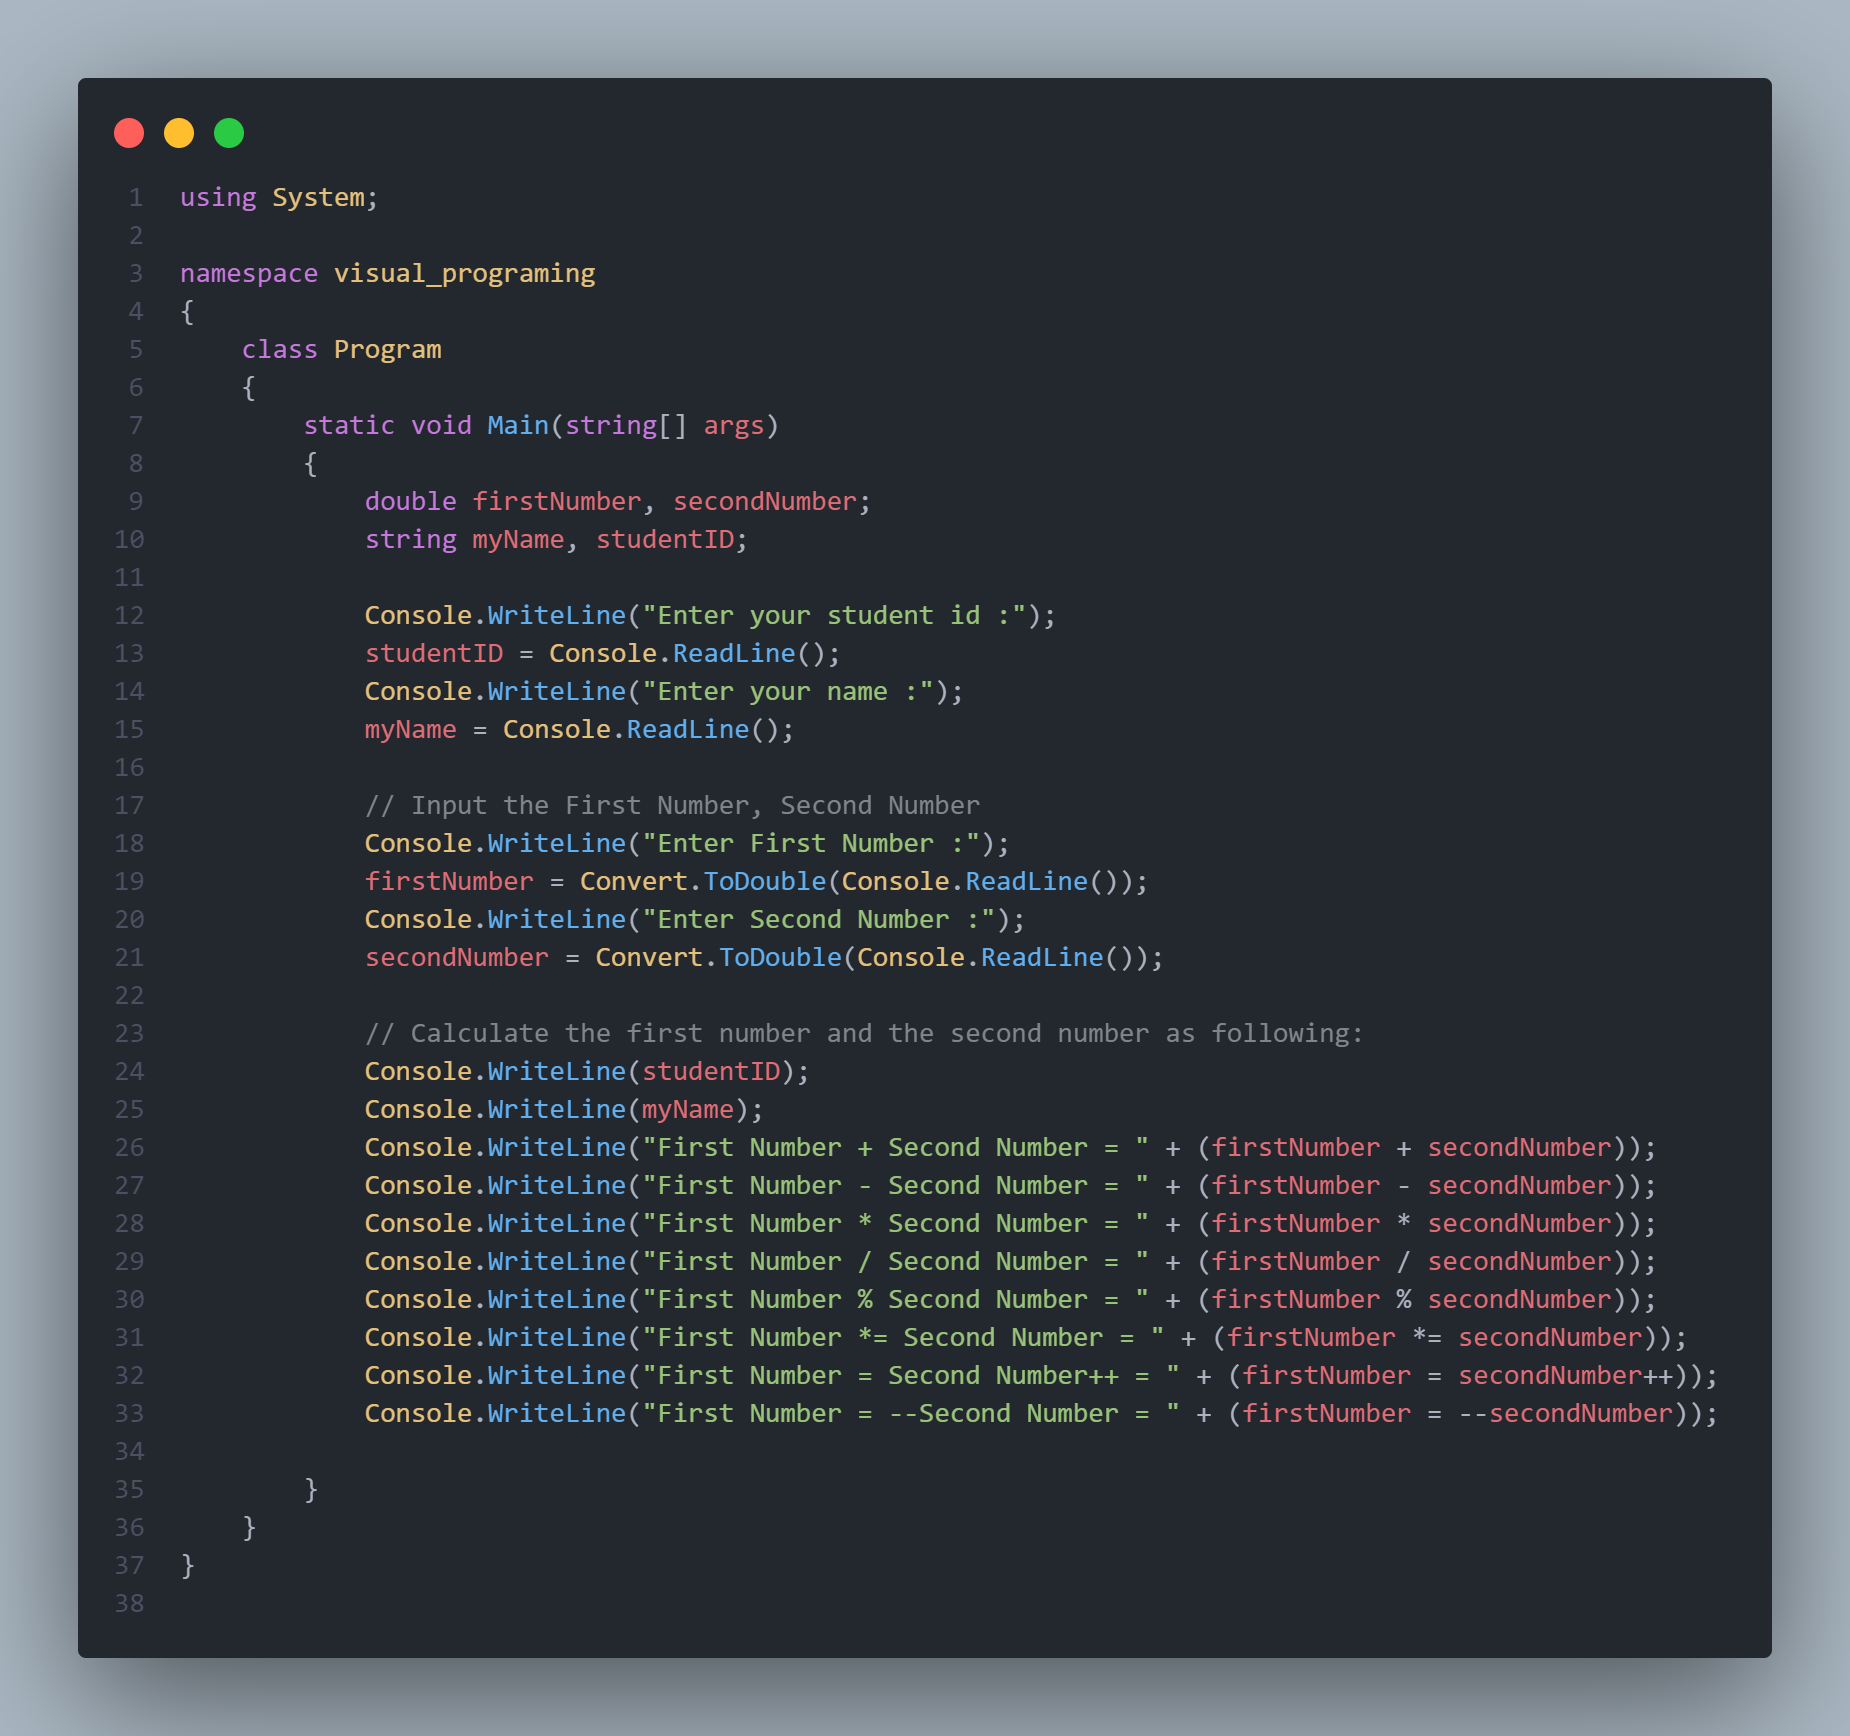 1 using System;
2
3 namespace visual_programing
4 {
5     class Program
6     {
7         static void Main(string[] args)
8         {
9             double firstNumber, secondNumber;
10             string myName, studentID;
11
12             Console.WriteLine("Enter your student id :");
13             studentID = Console.ReadLine();
14             Console.WriteLine("Enter your name :");
15             myName = Console.ReadLine();
16
17             // Input the First Number, Second Number
18             Console.WriteLine("Enter First Number :");
19             firstNumber = Convert.ToDouble(Console.ReadLine());
20             Console.WriteLine("Enter Second Number :");
21             secondNumber = Convert.ToDouble(Console.ReadLine());
22
23             // Calculate the first number and the second number as following:
24             Console.WriteLine(studentID);
25             Console.WriteLine(myName);
26             Console.WriteLine("First Number + Second Number = " + (firstNumber + secondNumber));
27             Console.WriteLine("First Number - Second Number = " + (firstNumber - secondNumber));
28             Console.WriteLine("First Number * Second Number = " + (firstNumber * secondNumber));
29             Console.WriteLine("First Number / Second Number = " + (firstNumber / secondNumber));
30             Console.WriteLine("First Number % Second Number = " + (firstNumber % secondNumber));
31             Console.WriteLine("First Number *= Second Number = " + (firstNumber *= secondNumber));
32             Console.WriteLine("First Number = Second Number++ = " + (firstNumber = secondNumber++));
33             Console.WriteLine("First Number = --Second Number = " + (firstNumber = --secondNumber));
34
35         }
36     }
37 }
38